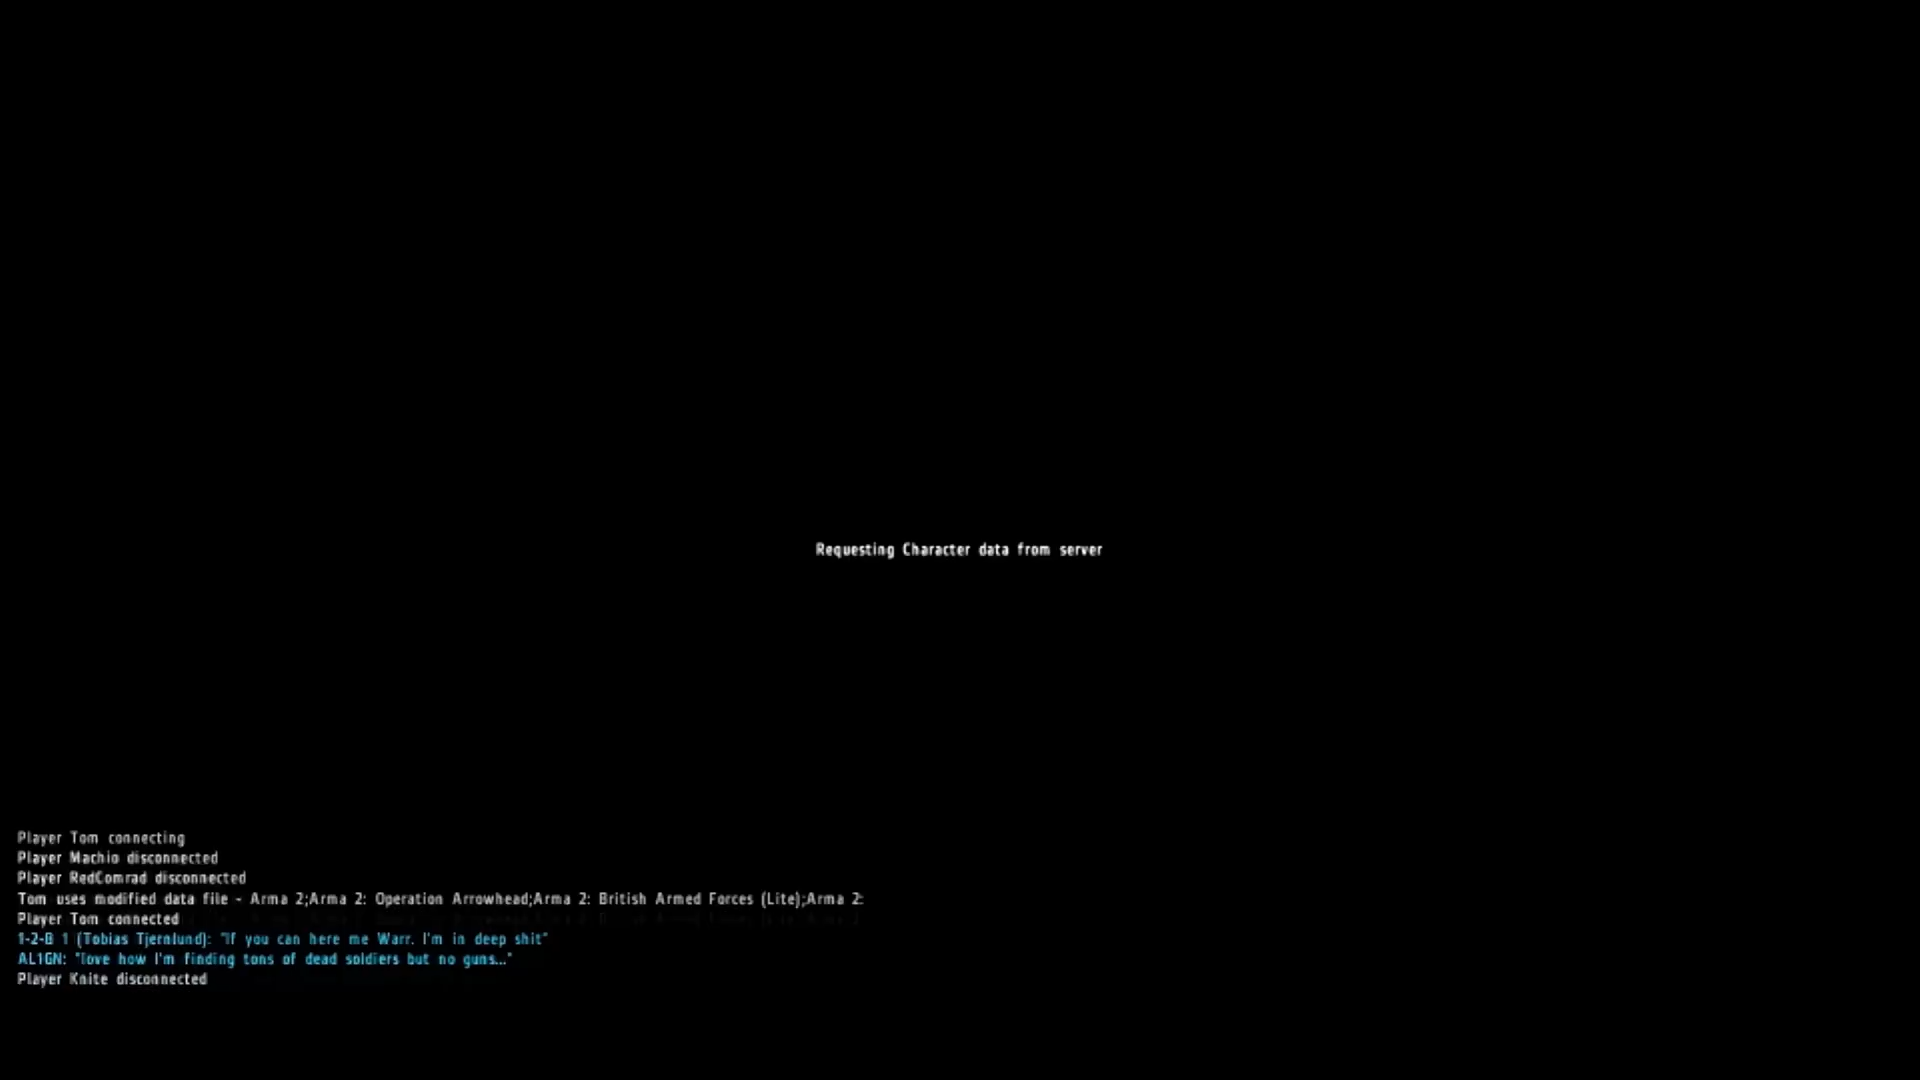 Requesting Character data from server
Player Tom connecting
Player Machio disconnected
Player RedComrad disconnected
Tom uses modified data file - Arma 2;Arma 2: Operation Arrowhead;Arma 2: British Armed Forces (Lite);Arma 2:
Player Tom connected
1-2-B 1 (Tobias Tjernlund): "If you can here me Warr. I'm in deep shit"
AL1GN: "love how I'm finding tons of dead soldiers but no guns..."
Player Knite disconnected